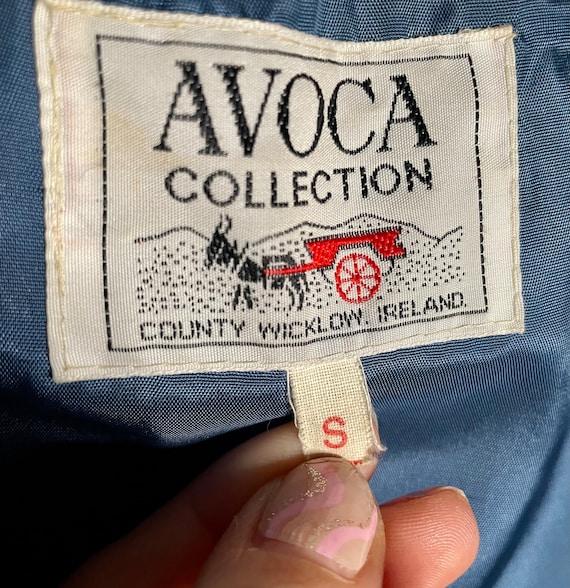 AVOCA
COLLECTION
COUNTY WICKLOW, IRELAND.
S